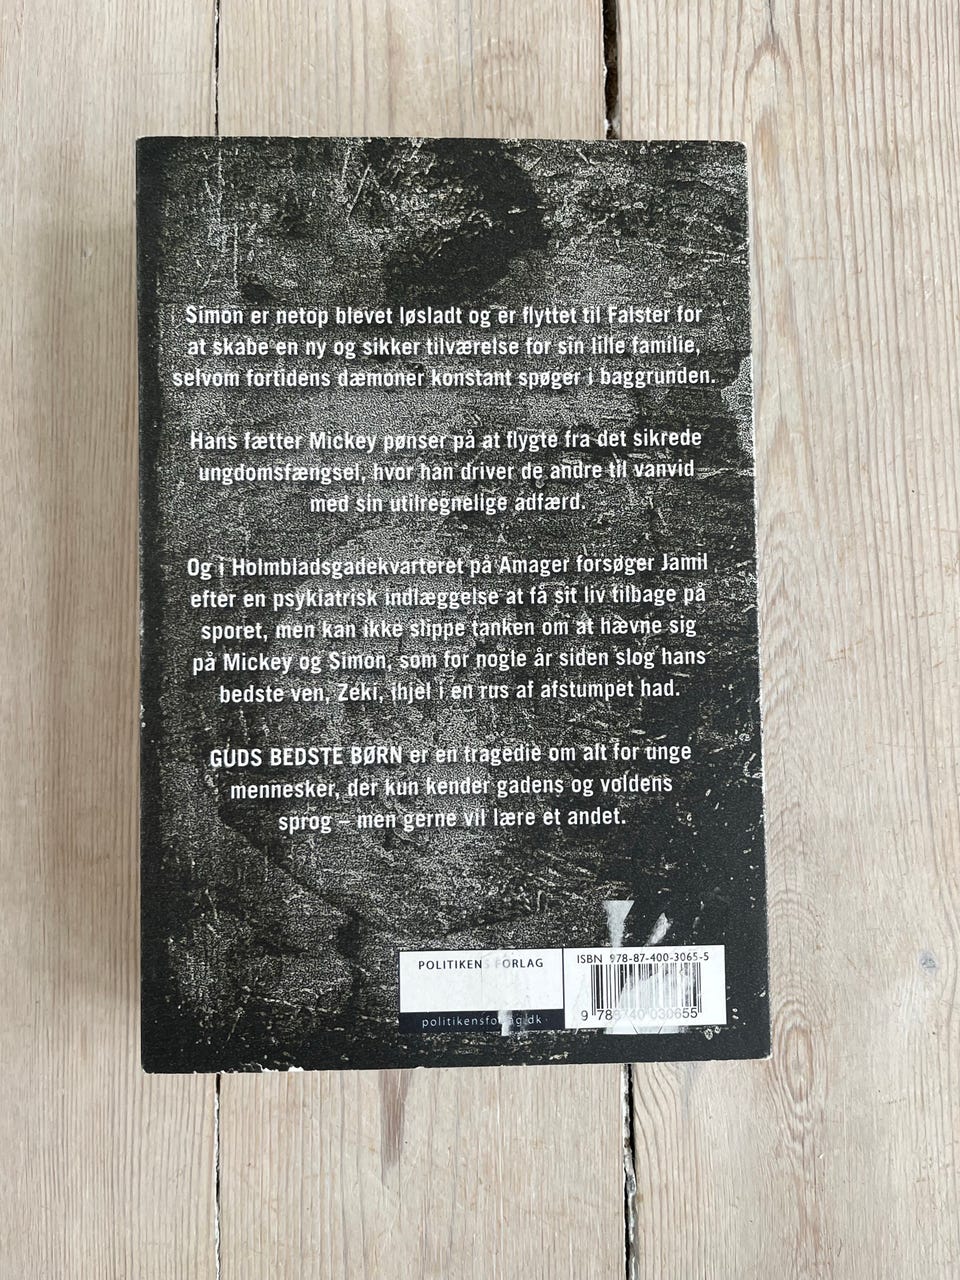 Simon er netop blevet løsladt og er flyttet til Falster for
at skabe en ny og sikker tilværelse for sin lille familie,
selvom fortidens dæmoner konstant spøger i baggrunden.
Hans fætter Mickey pønser på at flygte fra det sikrede
ungdomsfængsel, hvor han driver de andre til vanvid
med sin utilregnelige adfærd.
Og i Holmbladsgadekvarteret på Amager forsøger Jamil
efter en psykiatrisk indlæggelse at få sit liv tilbage på
sporet, men kan ikke slippe tanken om at hævne sig
på Mickey og Simon, som for nogle år siden slog hans
bedste ven, Zeki, ihjel i en rus af afstumpet had.
GUDS BEDSTE BØRN er en tragedie om alt for unge
mennesker, der kun kender gadens og voldens
sprog – men gerne vil lære et andet.
POLITIKENS FORLAG
politikensforlag.dk
ISBN 978-87-400-3065-5
9 788740 030655